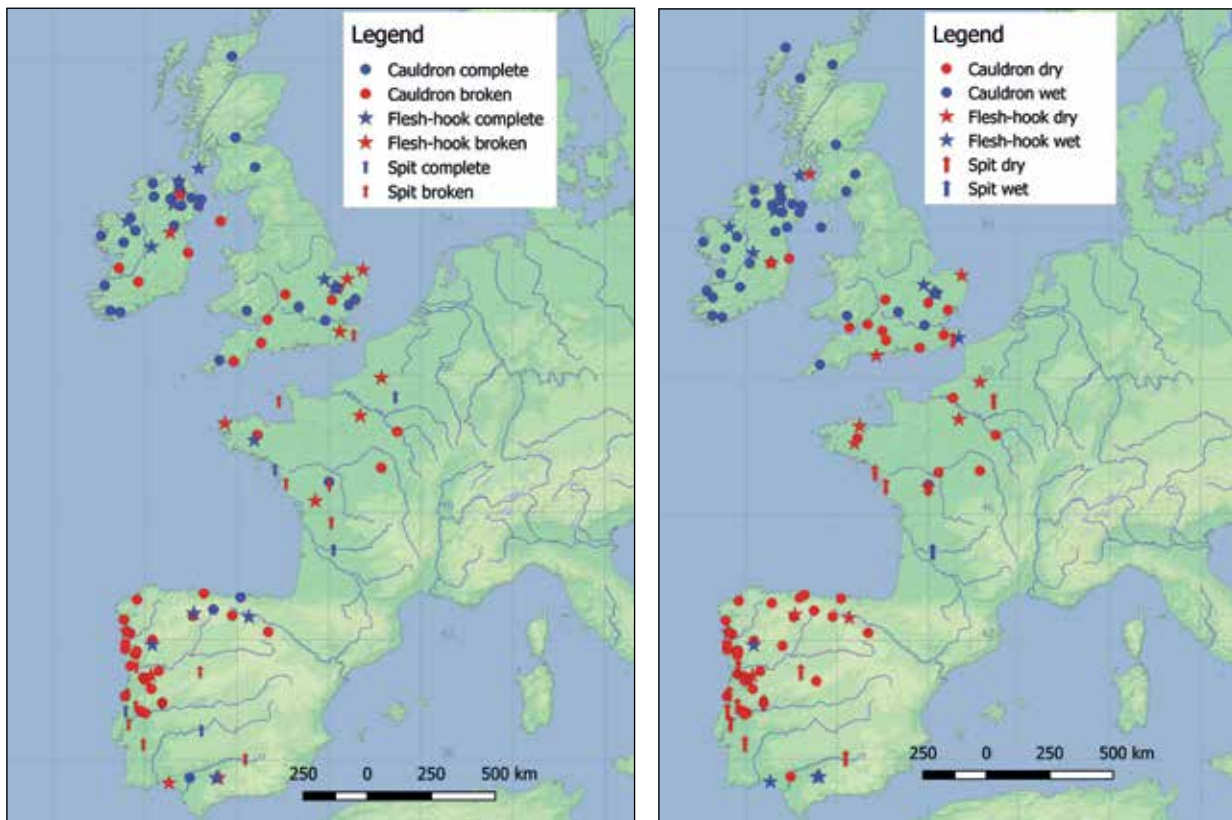 Legend
Cauldron complete
Cauldron broken
Flesh-hook complete
Flesh-hook broken
Spit complete
Spit broken
250 0 250 500 km
Legend
Cauldron dry
Cauldron wet
Flesh-hook dry
Flesh-hook wet
Spit dry
Spit wet
250 0 250 500 km